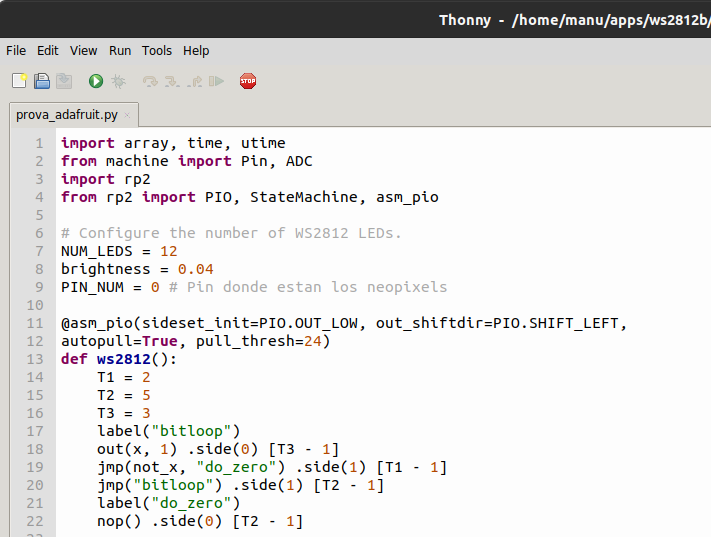 Thonny - /home/manu/apps/ws2812b/
File Edit View Run Tools Help
STOP
prova_adafruit.py ×
1 import array, time, utime
2 from machine import Pin, ADC
3 import rp2
4 from rp2 import PIO, StateMachine, asm_pio
5
6 # Configure the number of WS2812 LEDs.
7 NUM_LEDS = 12
8 brightness = 0.04
9 PIN_NUM = 0 # Pin donde estan los neopixels
10
11 @asm_pio(sideset_init=PIO.OUT_LOW, out_shiftdir=PIO.SHIFT_LEFT,
12 autopull=True, pull_thresh=24)
13 def ws2812():
14     T1 = 2
15     T2 = 5
16     T3 = 3
17     label("bitloop")
18     out(x, 1) .side(0) [T3 - 1]
19     jmp(not_x, "do_zero") .side(1) [T1 - 1]
20     jmp("bitloop") .side(1) [T2 - 1]
21     label("do_zero")
22     nop() .side(0) [T2 - 1]